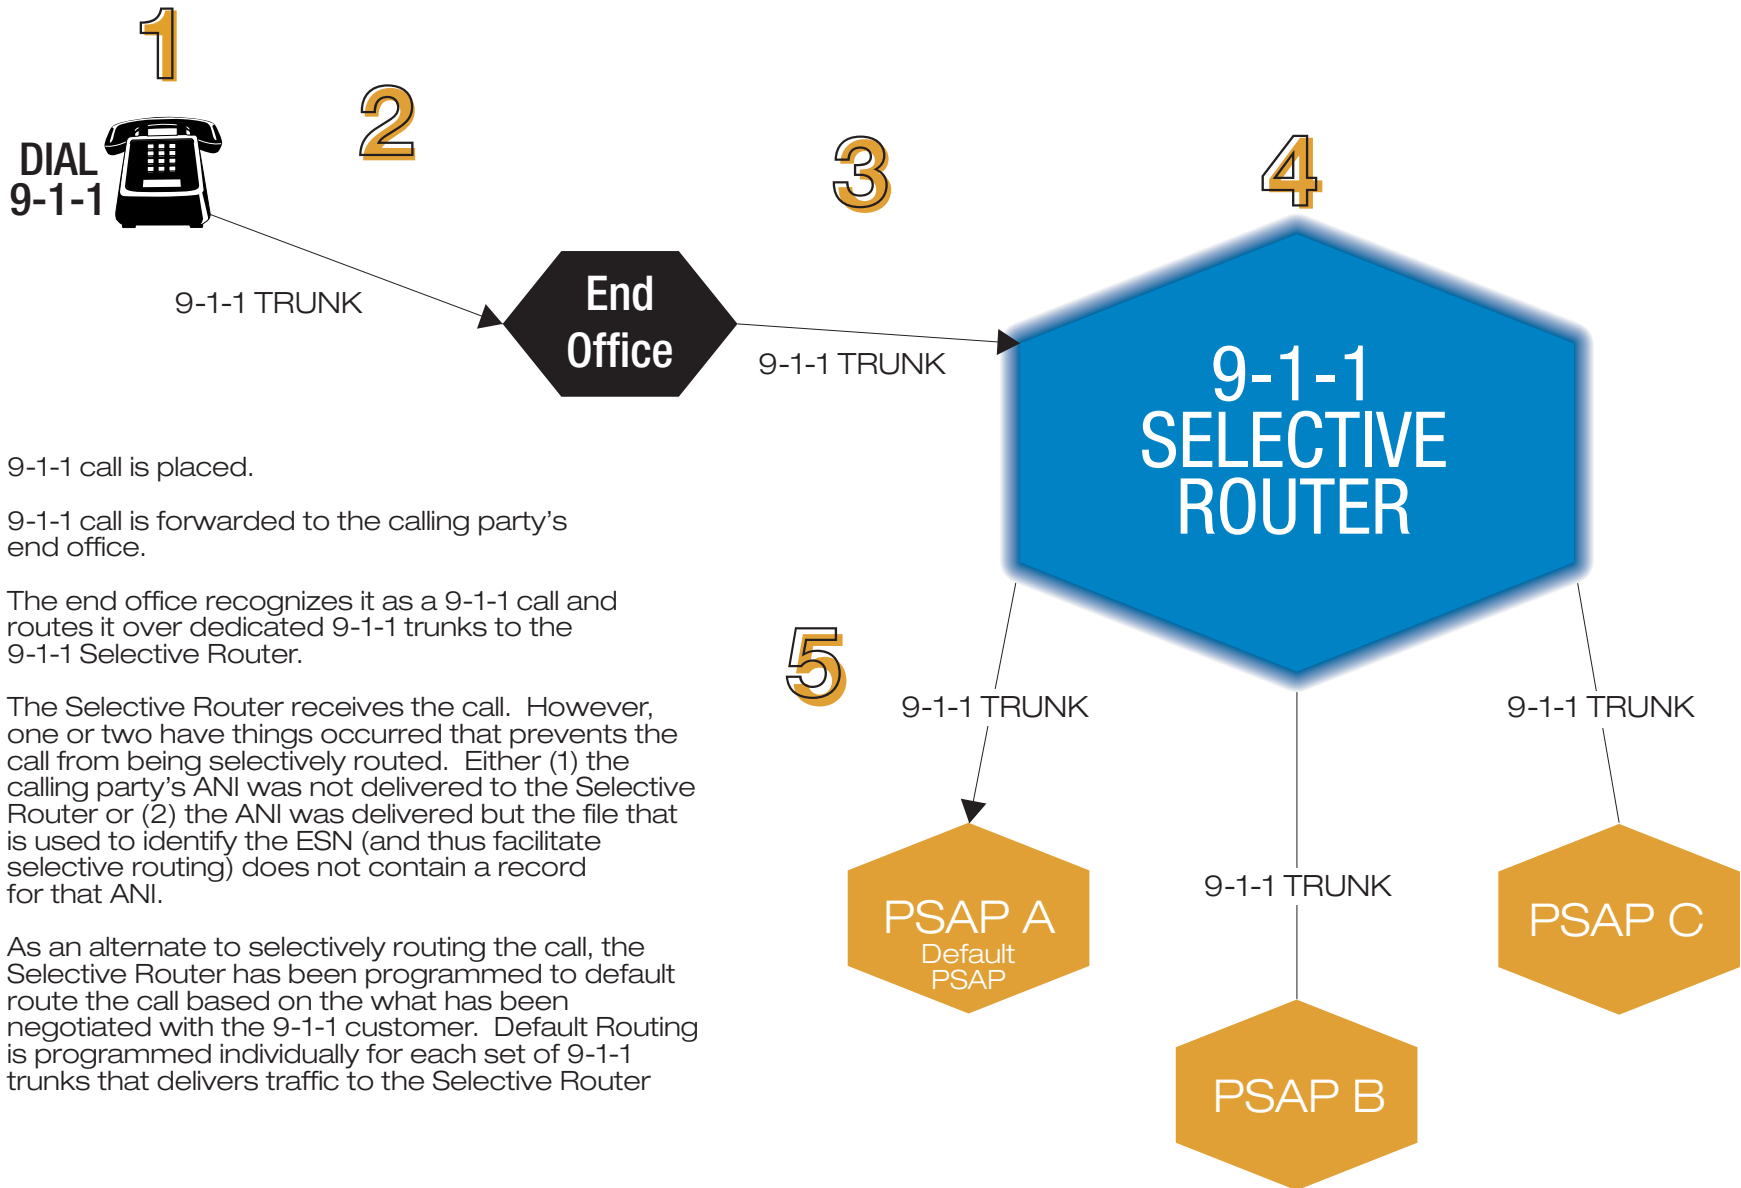 1
2
3
4
DIAL
9-1-1
End
Office
9-1-1 TRUNK
9-1-1 TRUNK
9-1-1
SELECTIVE
ROUTER
9-1-1 call is placed.
9-1-1 call is forwarded to the calling party's
end office.
The end office recognizes it as a 9-1-1 call and
routes it over dedicated 9-1-1 trunks to the
9-1-1 Selective Router.
The Selective Router receives the call.  However,
one or two have things occurred that prevents the
call from being selectively routed.  Either (1) the
calling party's ANI was not delivered to the Selective
Router or (2) the ANI was delivered but the file that
is used to identify the ESN (and thus facilitate
selective routing) does not contain a record
for that ANI.
As an alternate to selectively routing the call, the
Selective Router has been programmed to default
route the call based on the what has been
negotiated with the 9-1-1 customer.  Default Routing
is programmed individually for each set of 9-1-1
trunks that delivers traffic to the Selective Router
5
9-1-1 TRUNK
9-1-1 TRUNK
9-1-1 TRUNK
PSAP A
Default
PSAP
PSAP C
PSAP B